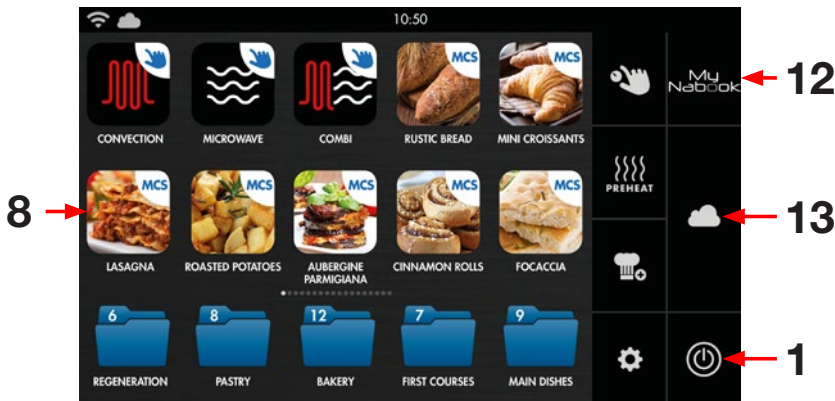 10:50
MCS
MCS
CONVECTION
MICROWAVE
COMBI
RUSTIC BREAD
MINI CROISSANTS
My
Nabook
12
PREHEAT
8
MCS
MCS
MCS
MCS
MCS
LASAGNA
ROASTED POTATOES
AUBERGINE
PARMIGIANA
CINNAMON ROLLS
FOCACCIA
13
6
8
12
7
9
REGENERATION
PASTRY
BAKERY
FIRST COURSES
MAIN DISHES
1